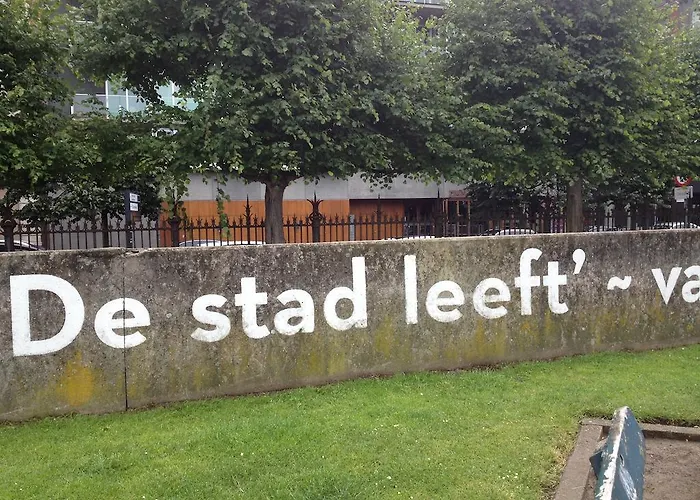 De stad leeft' ~ va